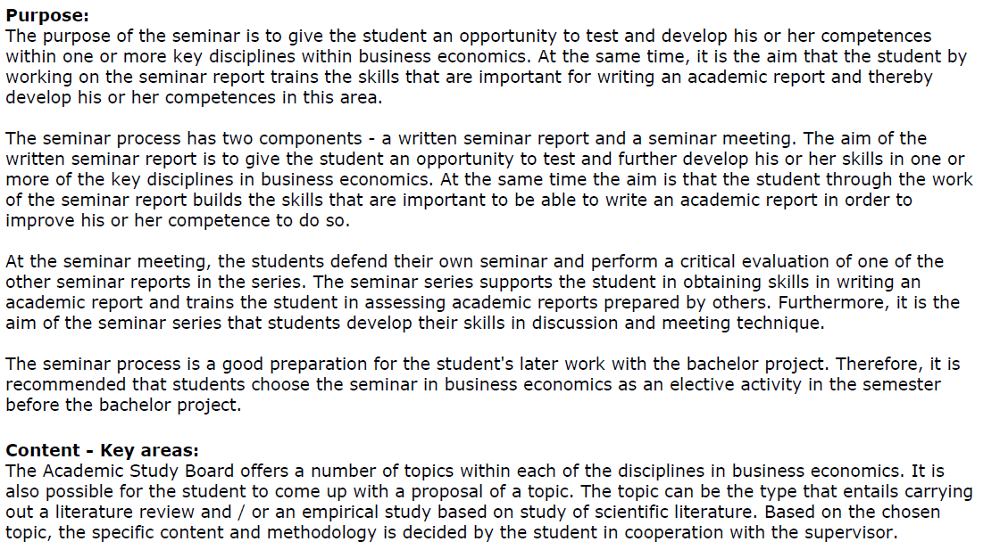 Purpose:
The purpose of the seminar is to give the student an opportunity to test and develop his or her competences
within one or more key disciplines within business economics. At the same time, it is the aim that the student by
working on the seminar report trains the skills that are important for writing an academic report and thereby
develop his or her competences in this area.
The seminar process has two components - a written seminar report and a seminar meeting. The aim of the
written seminar report is to give the student an opportunity to test and further develop his or her skills in one or
more of the key disciplines in business economics. At the same time the aim is that the student through the work
of the seminar report builds the skills that are important to be able to write an academic report in order to
improve his or her competence to do so.
At the seminar meeting, the students defend their own seminar and perform a critical evaluation of one of the
other seminar reports in the series. The seminar series supports the student in obtaining skills in writing an
academic report and trains the student in assessing academic reports prepared by others. Furthermore, it is the
aim of the seminar series that students develop their skills in discussion and meeting technique.
The seminar process is a good preparation for the student's later work with the bachelor project. Therefore, it is
recommended that students choose the seminar in business economics as an elective activity in the semester
before the bachelor project.
Content - Key areas:
The Academic Study Board offers a number of topics within each of the disciplines in business economics. It is
also possible for the student to come up with a proposal of a topic. The topic can be the type that entails carrying
out a literature review and / or an empirical study based on study of scientific literature. Based on the chosen
topic, the specific content and methodology is decided by the student in cooperation with the supervisor.